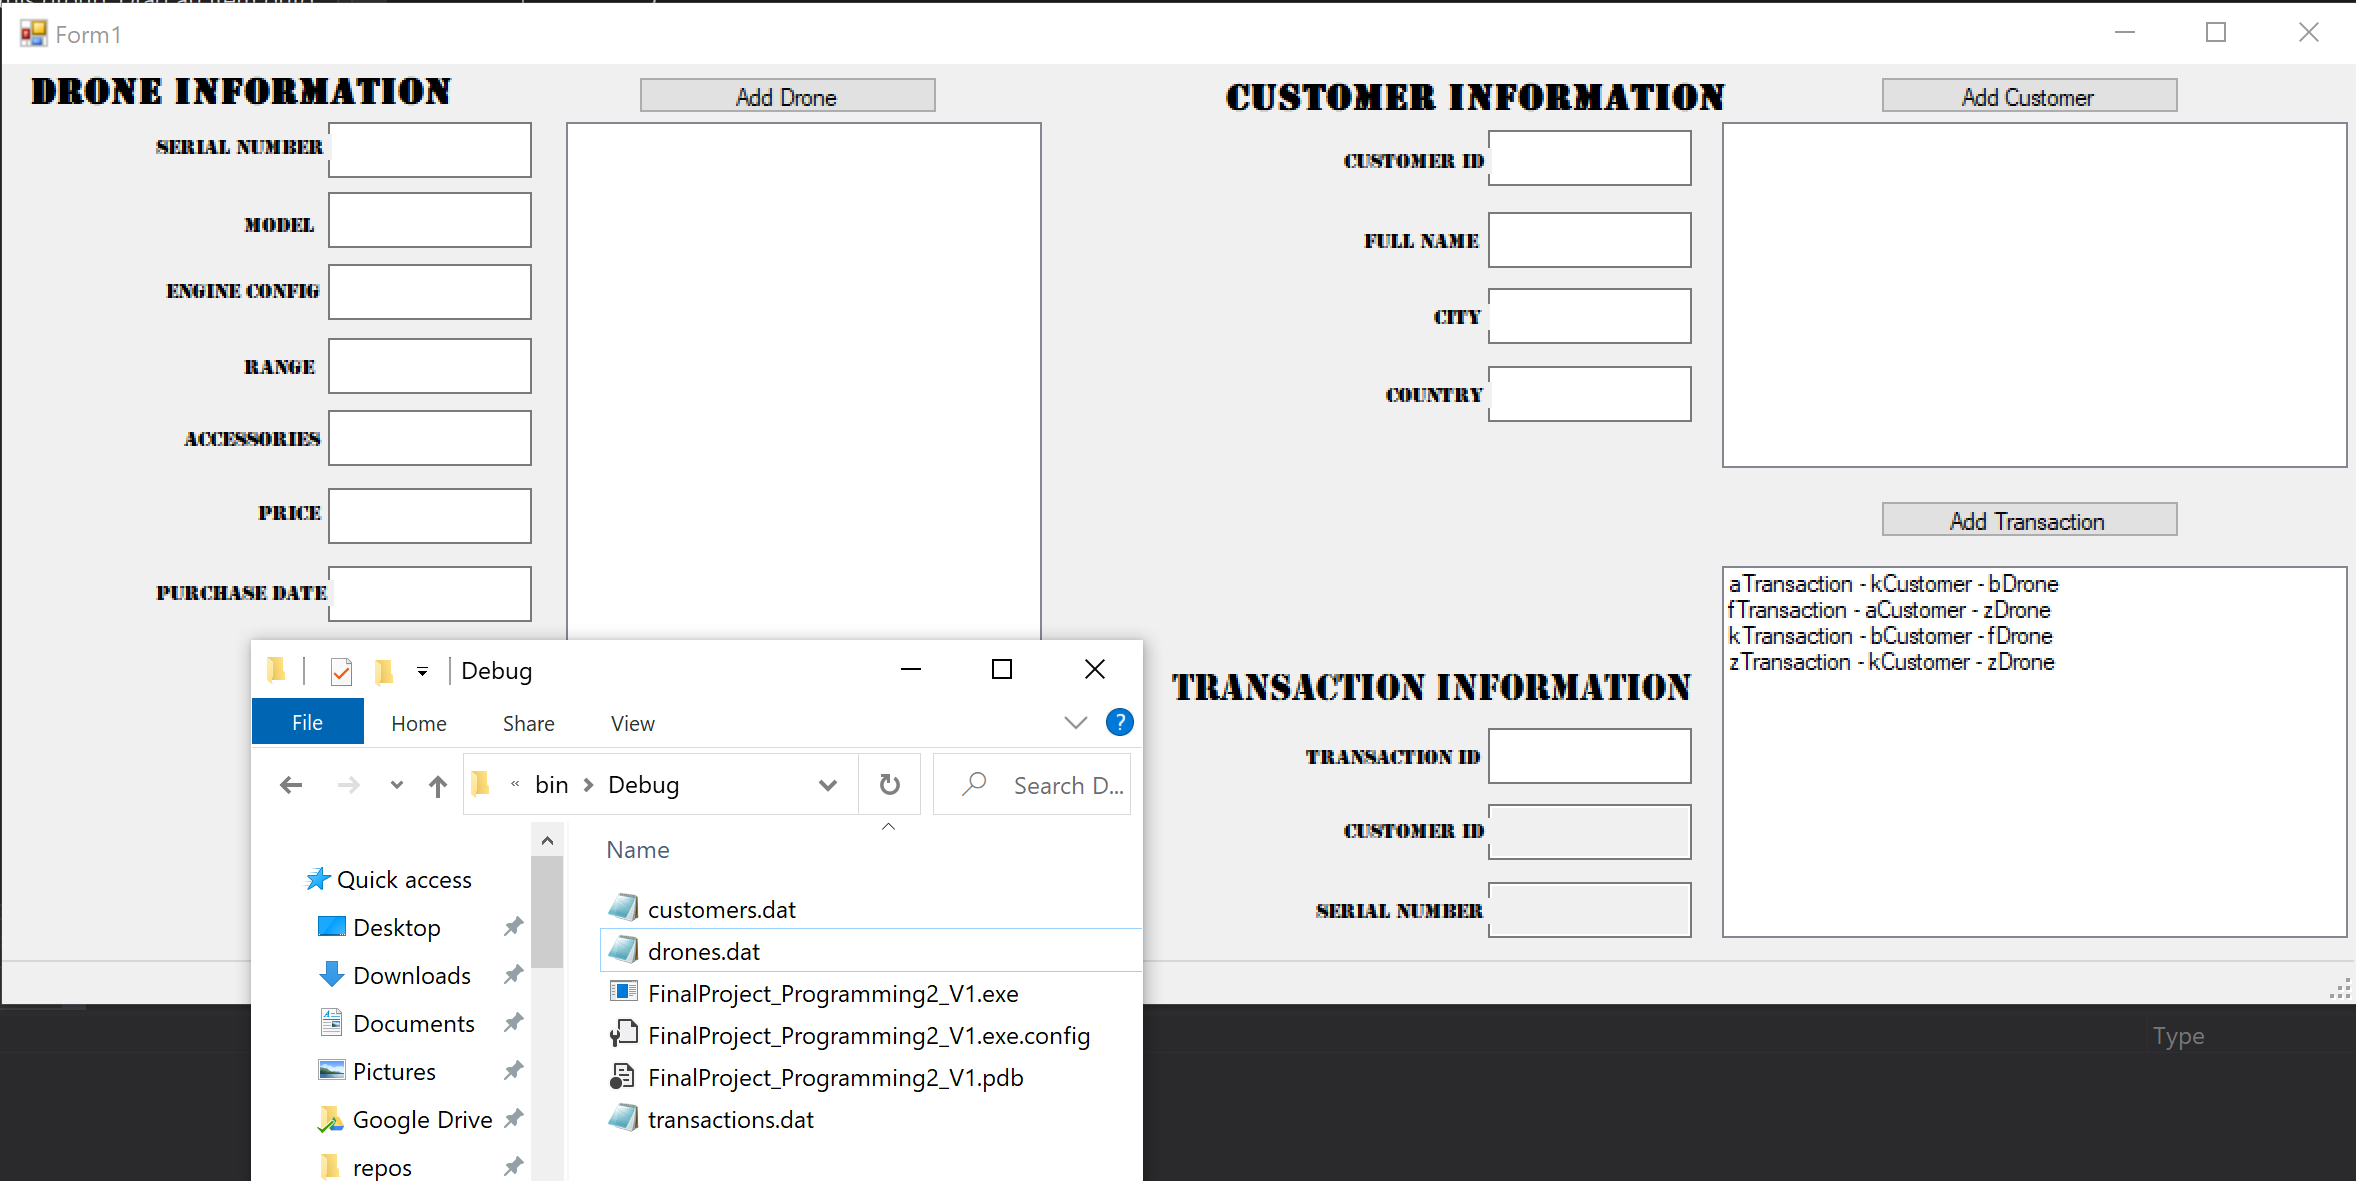 Form1
DRONE INFORMATION
Add Drone
SERIAL NUMBER
MODEL
ENGINE CONFIG
RANGE
ACCESSORIES
PRICE
PURCHASE DATE
CUSTOMER INFORMATION
Add Customer
CUSTOMER ID
FULL NAME
CITY
COUNTRY
Add Transaction
aTransaction - kCustomer - bDrone
fTransaction - aCustomer - zDrone
kTransaction - bCustomer - fDrone
zTransaction - kCustomer - zDrone
TRANSACTION INFORMATION
TRANSACTION ID
CUSTOMER ID
SERIAL NUMBER
Debug
File Home Share View
« bin > Debug
Search D...
Name
Quick access
Desktop
Downloads
Documents
Pictures
Google Drive
repos
customers.dat
drones.dat
FinalProject_Programming2_V1.exe
FinalProject_Programming2_V1.exe.config
FinalProject_Programming2_V1.pdb
transactions.dat
Type